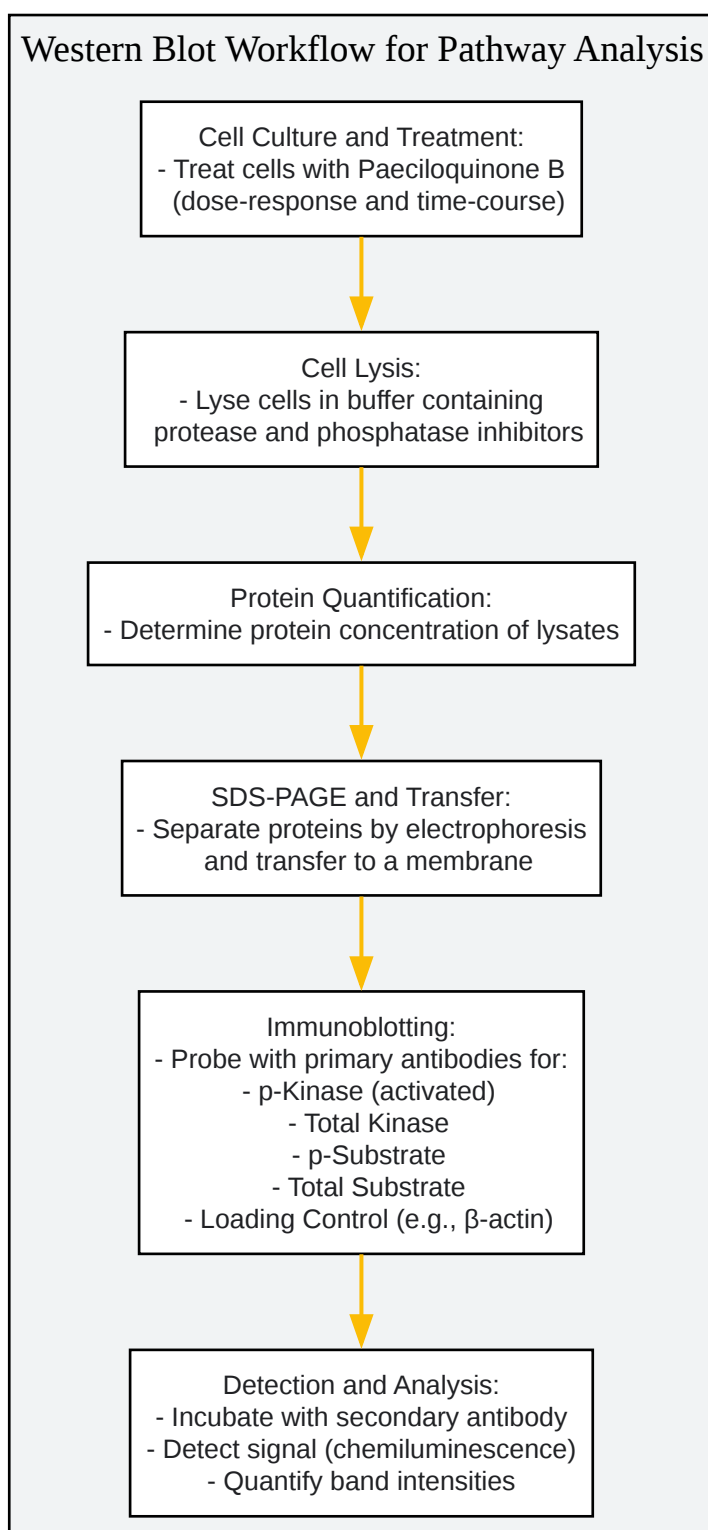 Western Blot Workflow for Pathway Analysis
Cell Culture and Treatment:
- Treat cells with Paeciloquinone B
(dose-response and time-course)
Cell Lysis:
- Lyse cells in buffer containing
protease and phosphatase inhibitors
Protein Quantification:
- Determine protein concentration of lysates
SDS-PAGE and Transfer:
- Separate proteins by electrophoresis
and transfer to a membrane
Immunoblotting:
- Probe with primary antibodies for:
- p-Kinase (activated)
- Total Kinase
- p-Substrate
- Total Substrate
- Loading Control (e.g., β-actin)
Detection and Analysis:
- Incubate with secondary antibody
- Detect signal (chemiluminescence)
- Quantify band intensities